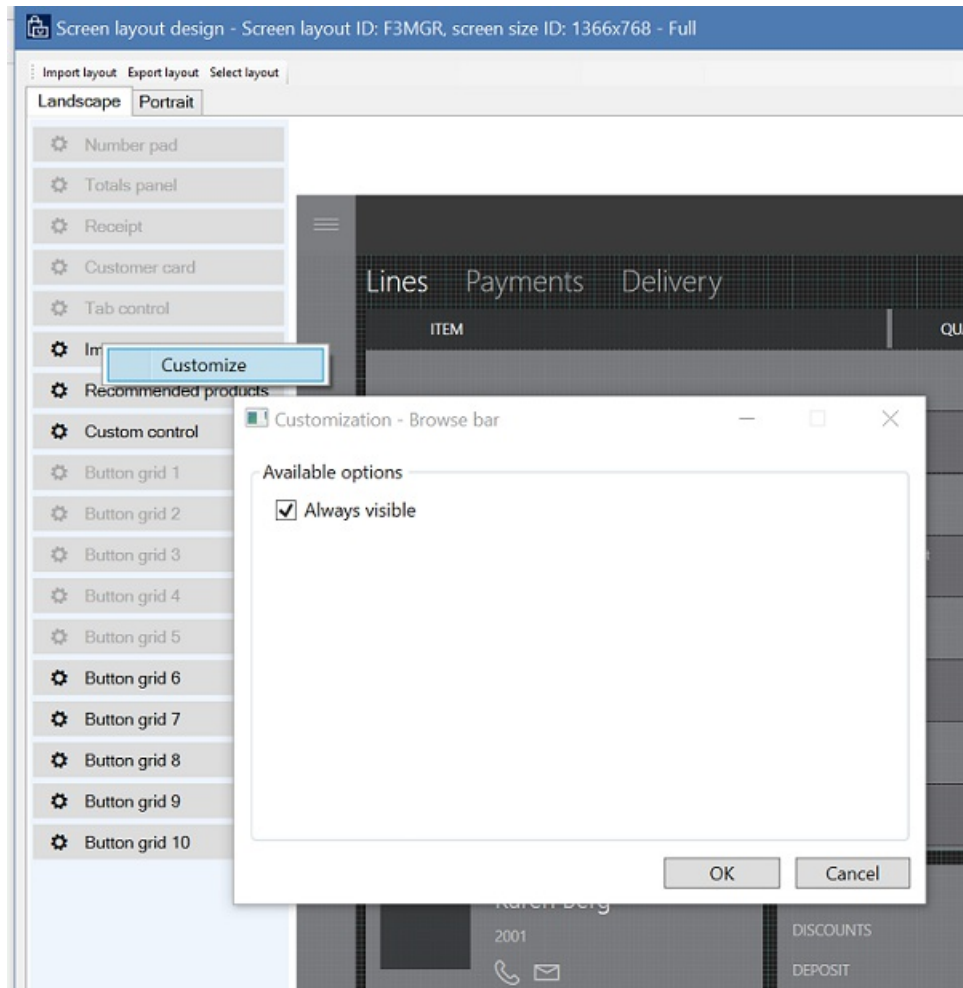 Screen layout design - Screen layout ID: F3MGR, screen size ID: 1366x768 - Full
Import layout Export layout Select layout
Landscape Portrait
Number pad
Totals panel
Receipt
Customer card
Tab control
Customize
Recommended products
Custom control
Button grid 1
Button grid 2
Button grid 3
Button grid 4
Button grid 5
Button grid 6
Button grid 7
Button grid 8
Button grid 9
Button grid 10
Lines Payments Delivery
ITEM
Customization - Browse bar
Available options
Always visible
OK Cancel
Karen Berg
2001
DISCOUNTS
DEPOSIT